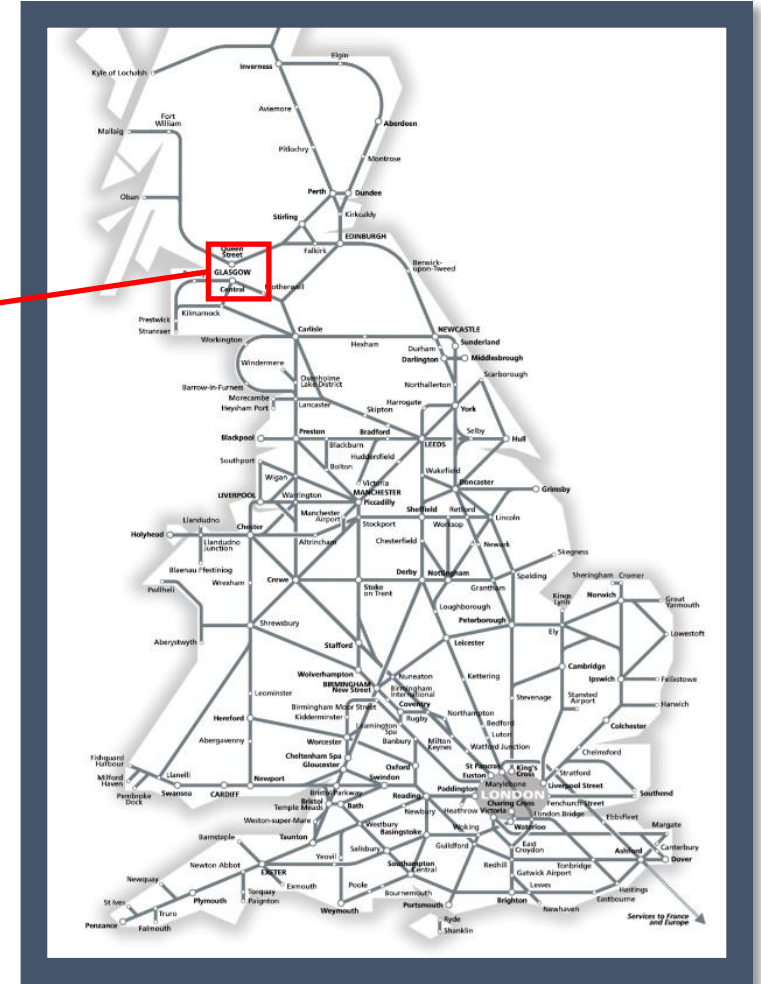 Elgin
Inverness
Kyle of Lochalsh
Aviemore
Fort
William
Mallaig
Aberdeen
Pitlochry
Montrose
Perth
Dundee
Oban
Stirling
Kirkcaldy
EDINBURGH
Falkirk
Queen
Street
GLASGOW
Central
Motherwell
Berwick-
upon-Tweed
Kilmarnock
Prestwick
Stranraer
Carlisle
Workington
Hexham
NEWCASTLE
Sunderland
Durham
Darlington
Middlesbrough
Windermere
Oxenholme
Lake District
Scarborough
Barrow-in-Furness
Northallerton
Morecambe
Heysham Port
Lancaster
Harrogate
York
Skipton
Blackpool
Preston
Bradford
Selby
Hull
Blackburn
LEEDS
Southport
Huddersfield
Bolton
Wakefield
Wigan
Victoria
MANCHESTER
Piccadilly
Doncaster
Grimsby
LIVERPOOL
Warrington
Manchester
Airport
Sheffield
Retford
Lincoln
Llandudno
Chester
Stockport
Worksop
Holyhead
Llandudno
Junction
Altrincham
Chesterfield
Newark
Skegness
Blaenau Ffestiniog
Wrexham
Crewe
Stoke
on Trent
Derby
Nottingham
Grantham
Spalding
Sheringham
Cromer
Pwllheli
Kings
Lynn
Norwich
Great
Yarmouth
Loughborough
Peterborough
Shrewsbury
Ely
Lowestoft
Aberystwyth
Stafford
Leicester
Wolverhampton
Cambridge
BIRMINGHAM
New Street
Nuneaton
Birmingham
International
Kettering
Ipswich
Felixstowe
Leominster
Coventry
Stevenage
Stansted
Airport
Harwich
Birmingham Moor Street
Kidderminster
Rugby
Northampton
Hereford
Leamington
Spa
Bedford
Colchester
Worcester
Banbury
Milton
Keynes
Luton
Abergavenny
Watford Junction
Chelmsford
Cheltenham Spa
Gloucester
Oxford
St Pancras
King's
Cross
Euston
Stratford
Fishguard
Harbour
Llanelli
Newport
Swindon
Marylebone
Liverpool Street
Milford
Haven
Swansea
CARDIFF
Bristol Parkway
Reading
Paddington
LONDON
Southend
Pembroke
Dock
Bristol
Temple Meads
Bath
Newbury
Heathrow
Victoria
Charing Cross
Fenchurch Street
London Bridge
Ebbsfleet
Weston-super-Mare
Westbury
Basingstoke
Woking
Waterloo
Margate
Barnstaple
Taunton
Salisbury
Guildford
East
Croydon
Canterbury
Ashford
Dover
Yeovil
Newton Abbot
EXETER
Southampton
Central
Redhill
Tonbridge
Gatwick Airport
Newquay
Exmouth
Poole
Lewes
Hastings
St Ives
Plymouth
Torquay
Paignton
Bournemouth
Eastbourne
Truro
Weymouth
Portsmouth
Brighton
Newhaven
Penzance
Falmouth
Ryde
Shanklin
Services to France
and Europe